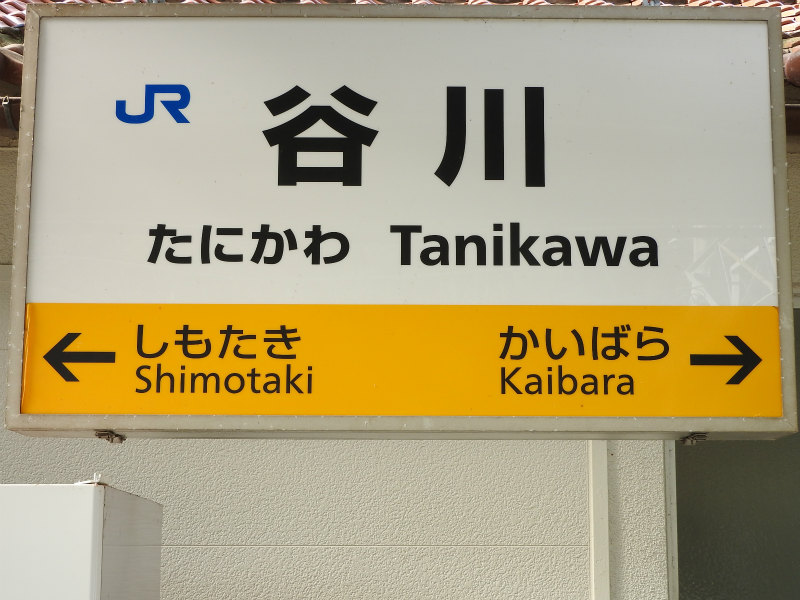 JR 谷川
たにかわ Tanikawa
← しもたき かいばら →
Shimotaki Kaibara